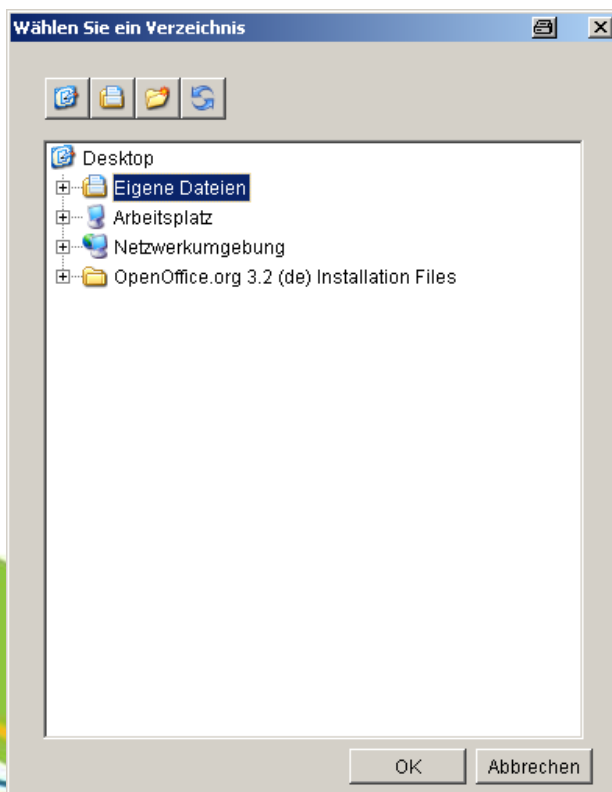 Wählen Sie ein Verzeichnis
Desktop
Eigene Dateien
Arbeitsplatz
Netzwerkumgebung
OpenOffice.org 3.2 (de) Installation Files
OK
Abbrechen